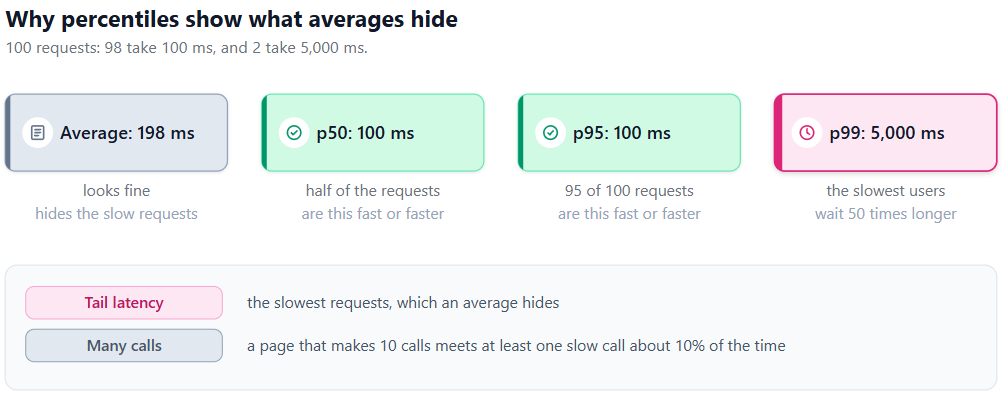 Why percentiles show what averages hide
100 requests: 98 take 100 ms, and 2 take 5,000 ms.
Average: 198 ms
looks fine
hides the slow requests
p50: 100 ms
half of the requests
are this fast or faster
p95: 100 ms
95 of 100 requests
are this fast or faster
p99: 5,000 ms
the slowest users
wait 50 times longer
Tail latency
the slowest requests, which an average hides
Many calls
a page that makes 10 calls meets at least one slow call about 10% of the time